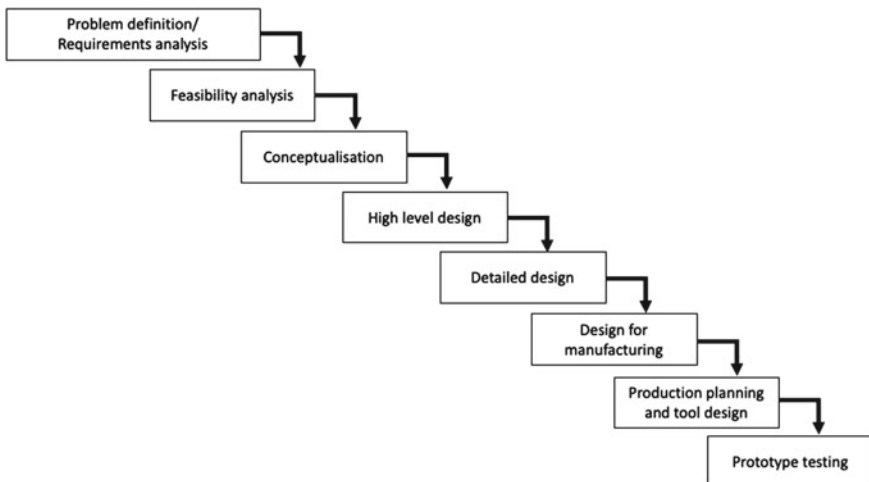 Problem definition/
Requirements analysis
Feasibility analysis
Conceptualisation
High level design
Detailed design
Design for
manufacturing
Production planning
and tool design
Prototype testing